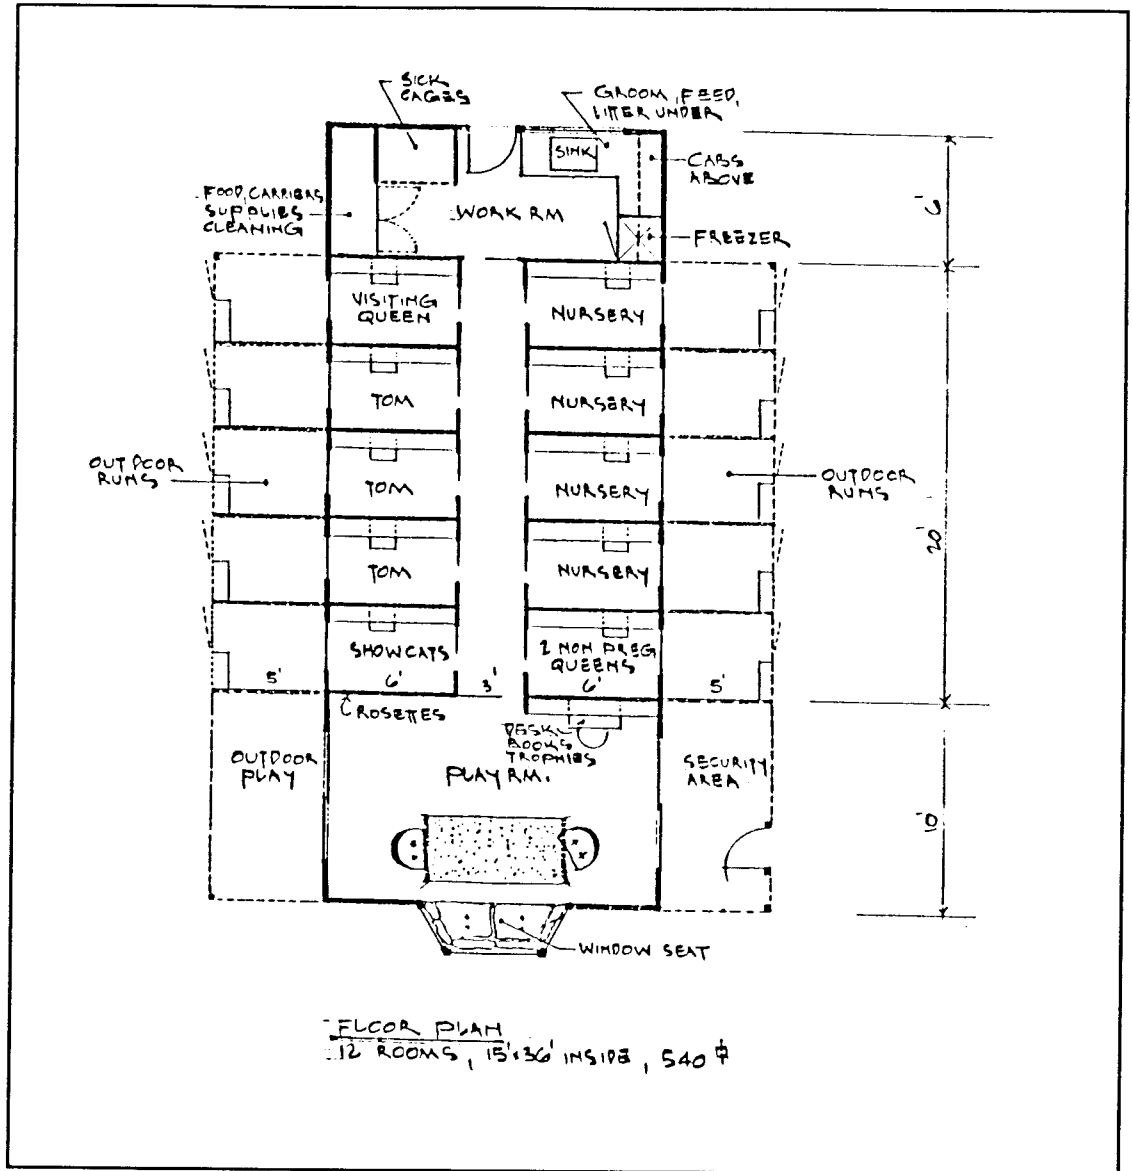 SICK
CAGES
GROOM, FEED,
LITTER UNDER
SINK
CABS
ABOVE
FOOD, CARRIERS
SUPPLIES
CLEANING
WORK RM
FREEZER
6'
VISITING
QUEEN
NURSERY
TOM
NURSERY
OUTDOOR
RUNS
TOM
NURSERY
OUTDOOR
RUNS
20'
TOM
NURSERY
SHOWCATS
2 NON PREG
QUEENS
5'
6'
3'
6'
5'
ROSETTES
DESK
BOOKS
TROPHIES
OUTDOOR
PLAY
PLAY RM.
SECURITY
AREA
10'
WINDOW SEAT
FLOOR PLAN
12 ROOMS, 15'x36' INSIDE, 540 ⏍